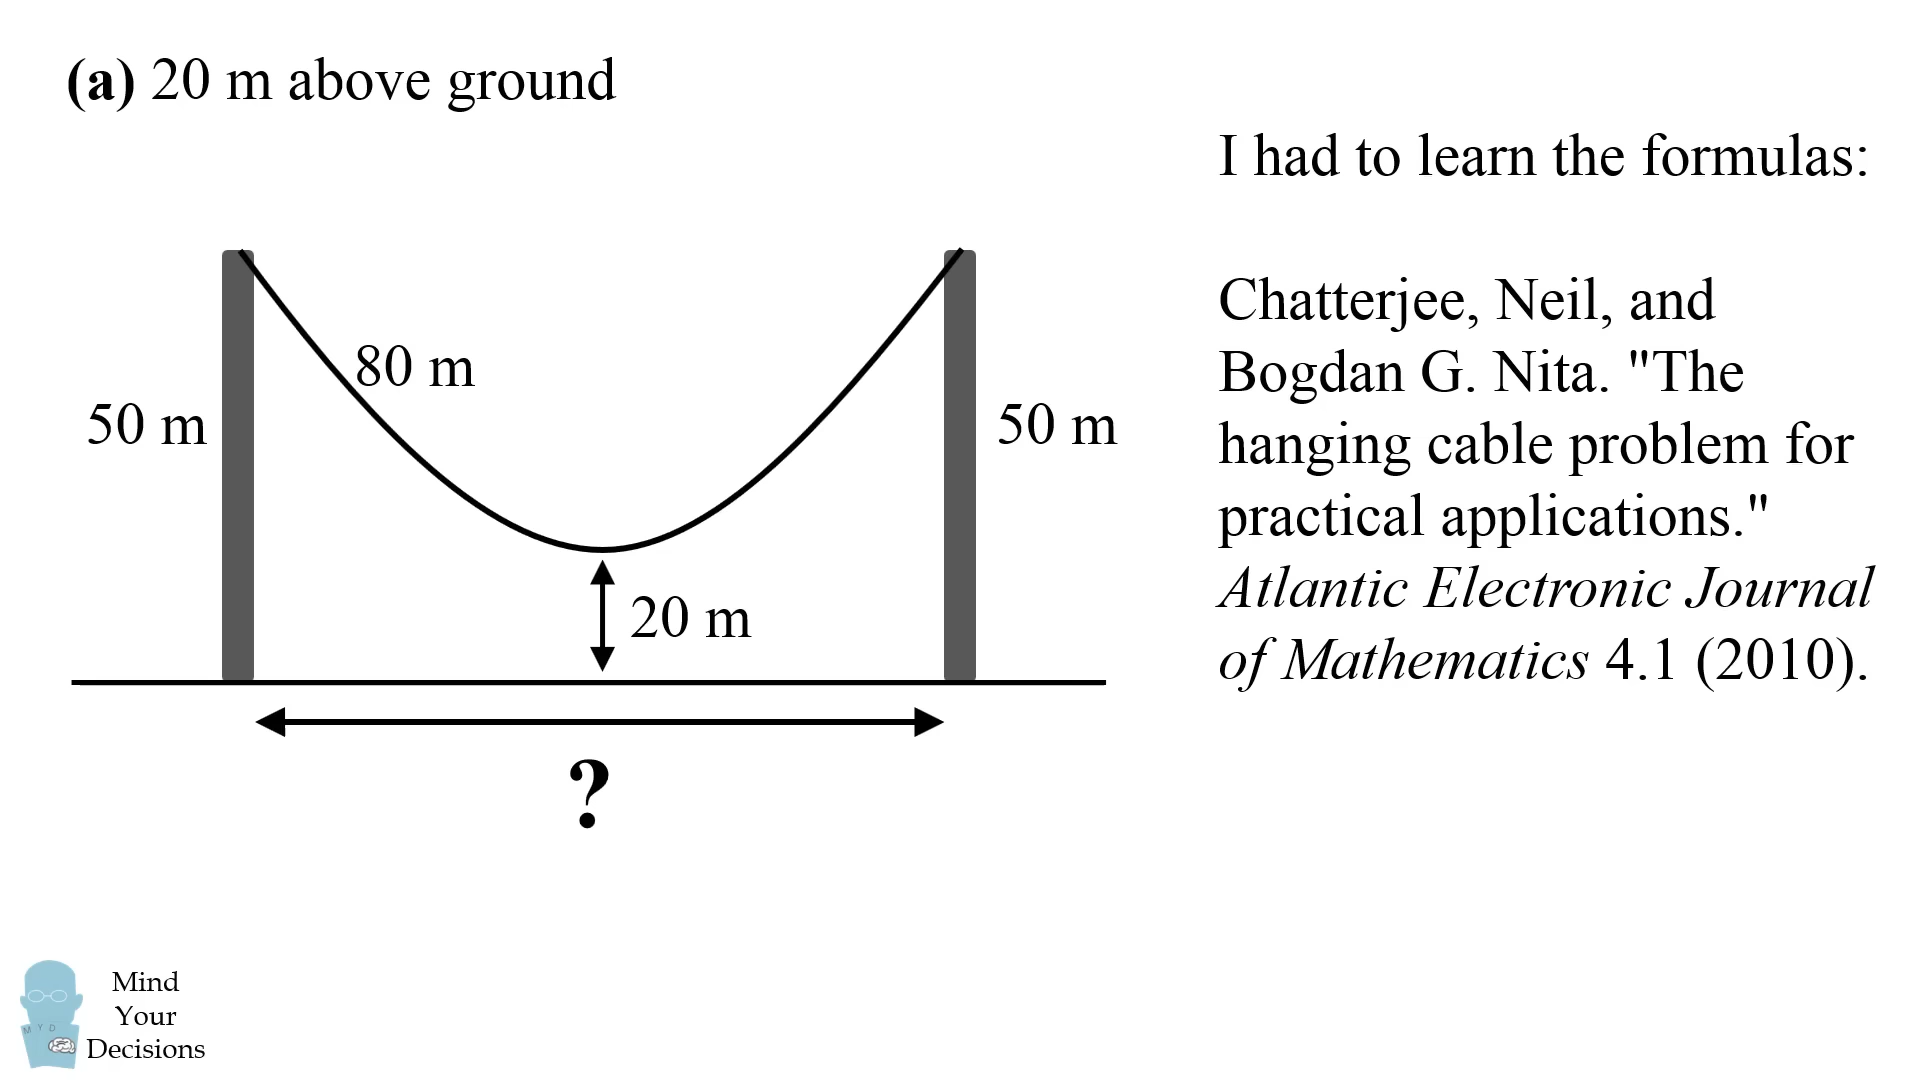 (a) 20 m above ground
I had to learn the formulas:
Chatterjee, Neil, and
Bogdan G. Nita. "The
hanging cable problem for
practical applications."
Atlantic Electronic Journal
of Mathematics 4.1 (2010).
80 m
50 m
50 m
20 m
?
M Y D
Mind
Your
Decisions